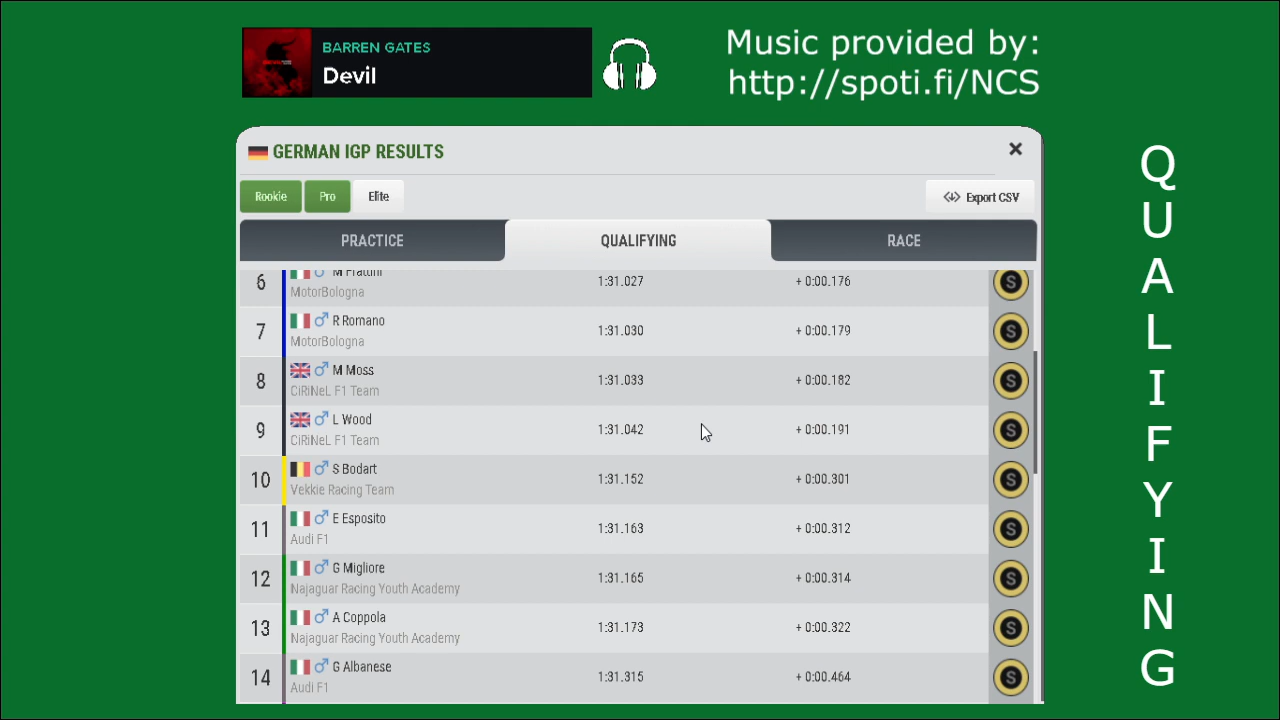 BARREN GATES
Devil
Music provided by:
http://spoti.fi/NCS
GERMAN IGP RESULTS
Rookie Pro Elite Export CSV
PRACTICE QUALIFYING RACE
6 M Frattini 1:31.027 + 0:00.176 S
MotorBologna
7 R Romano 1:31.030 + 0:00.179 S
MotorBologna
8 M Moss 1:31.033 + 0:00.182 S
CiRiNeL F1 Team
9 L Wood 1:31.042 + 0:00.191 S
CiRiNeL F1 Team
10 S Bodart 1:31.152 + 0:00.301 S
Vekkie Racing Team
11 E Esposito 1:31.163 + 0:00.312 S
Audi F1
12 G Migliore 1:31.165 + 0:00.314 S
Najaguar Racing Youth Academy
13 A Coppola 1:31.173 + 0:00.322 S
Najaguar Racing Youth Academy
14 G Albanese 1:31.315 + 0:00.464 S
Audi F1
QUALIFYING